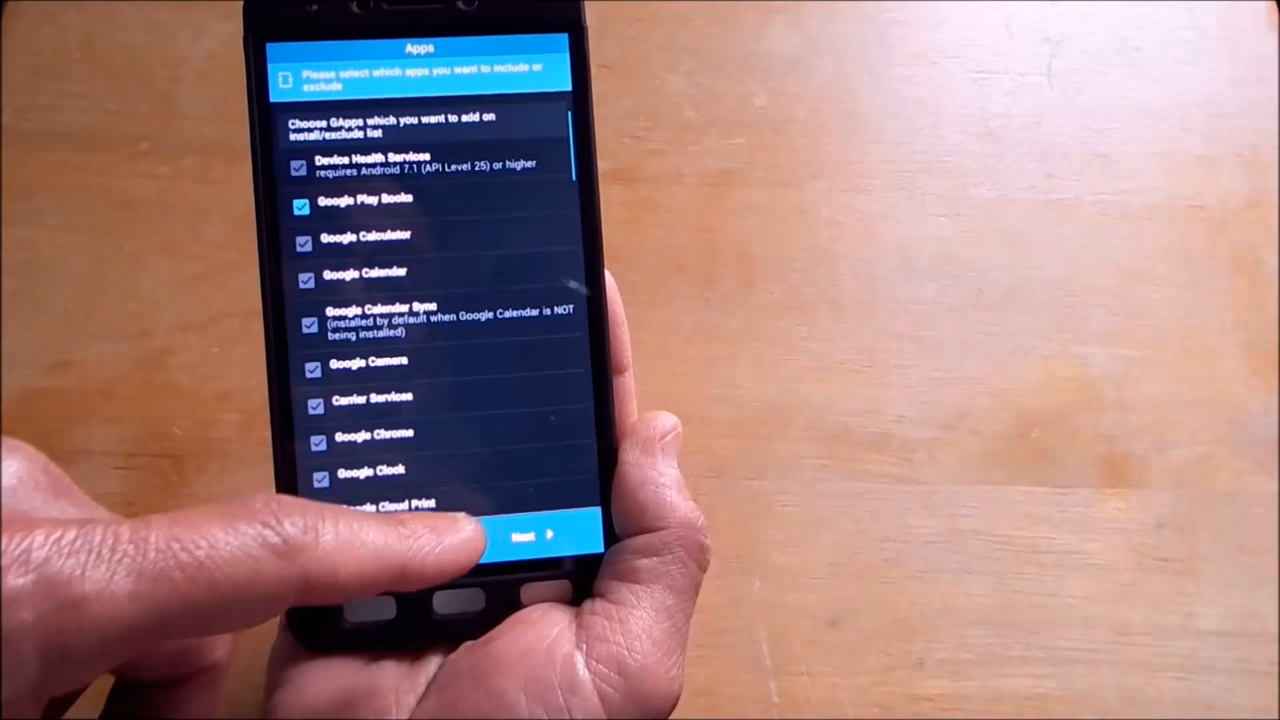 Apps
Please select which apps you want to include or
exclude
Choose GApps which you want to add on
install/exclude list
Device Health Services
requires Android 7.1 (API Level 25) or higher
Google Play Books
Google Calculator
Google Calendar
Google Calendar Sync
(installed by default when Google Calendar is NOT
being installed)
Google Camera
Carrier Services
Google Chrome
Google Clock
Google Cloud Print
Next